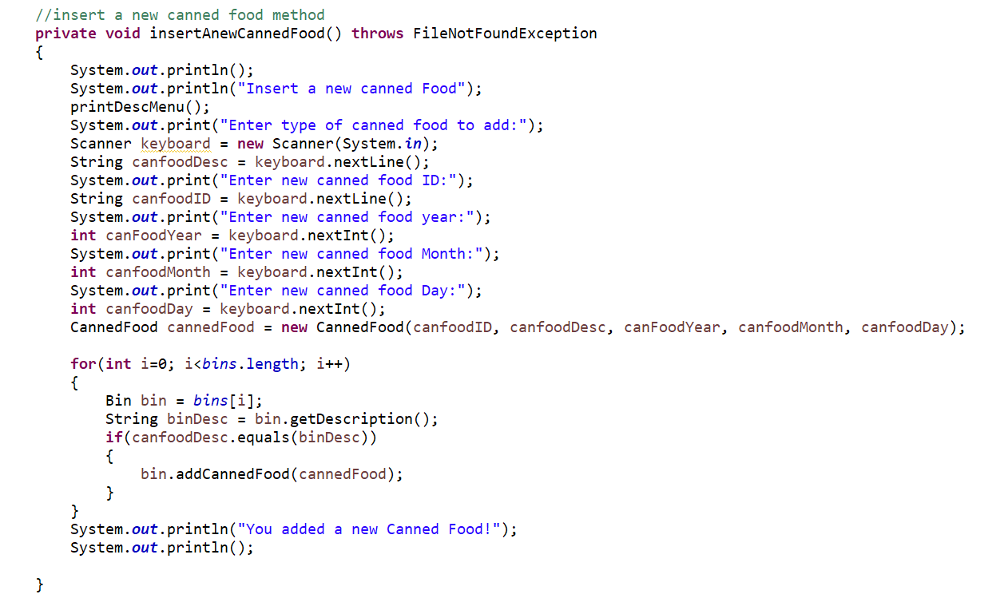 //insert a new canned food method
private void insertAnewCannedFood() throws FileNotFoundException
{
    System.out.println();
    System.out.println("Insert a new canned Food");
    printDescMenu();
    System.out.print("Enter type of canned food to add:");
    Scanner keyboard = new Scanner(System.in);
    String canfoodDesc = keyboard.nextLine();
    System.out.print("Enter new canned food ID:");
    String canfoodID = keyboard.nextLine();
    System.out.print("Enter new canned food year:");
    int canFoodYear = keyboard.nextInt();
    System.out.print("Enter new canned food Month:");
    int canfoodMonth = keyboard.nextInt();
    System.out.print("Enter new canned food Day:");
    int canfoodDay = keyboard.nextInt();
    CannedFood cannedFood = new CannedFood(canfoodID, canfoodDesc, canFoodYear, canfoodMonth, canfoodDay);

    for(int i=0; i<bins.length; i++)
    {
        Bin bin = bins[i];
        String binDesc = bin.getDescription();
        if(canfoodDesc.equals(binDesc))
        {
            bin.addCannedFood(cannedFood);
        }
    }
    System.out.println("You added a new Canned Food!");
    System.out.println();

}